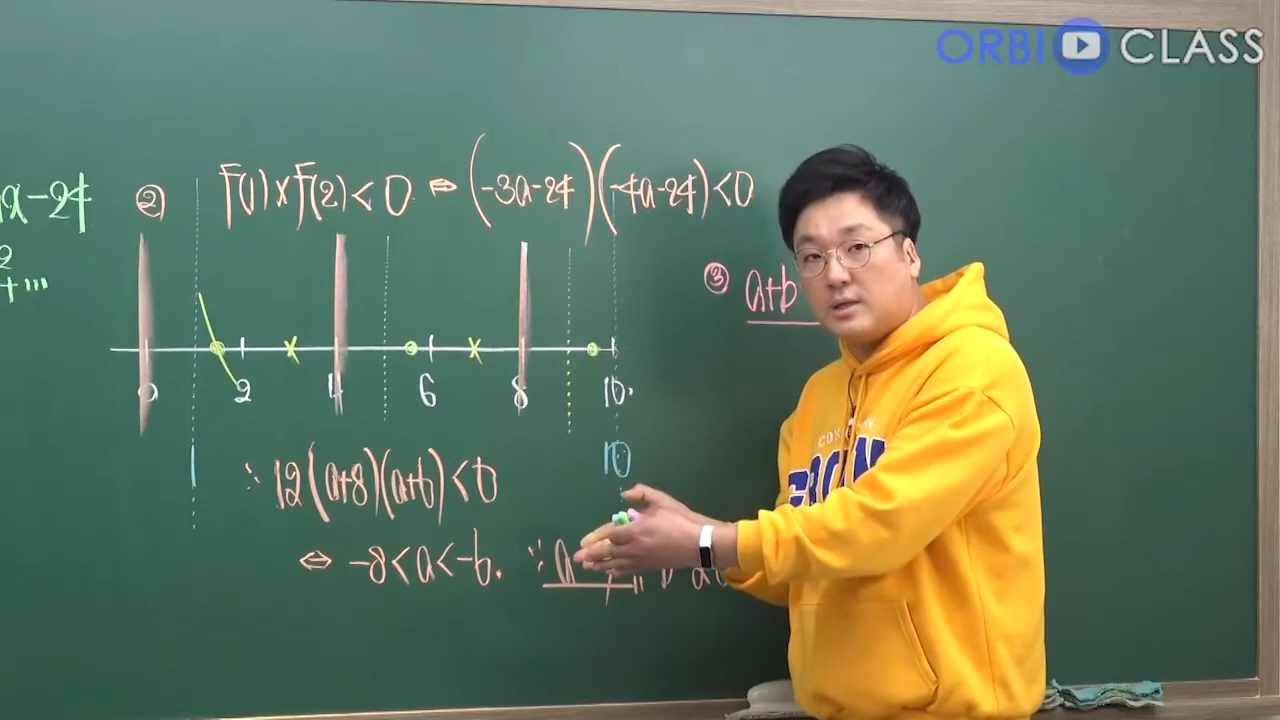 ORBI CLASS
x-24
2
+...
② F(1)×F(2)<0 ⇔ (-3a-24)(-4a-24)<0
③ a+b
0 2 4 6 8 10.
1 10
∴ 12(a+8)(a+6)<0
⇔ -8<a<-6. ∵ a